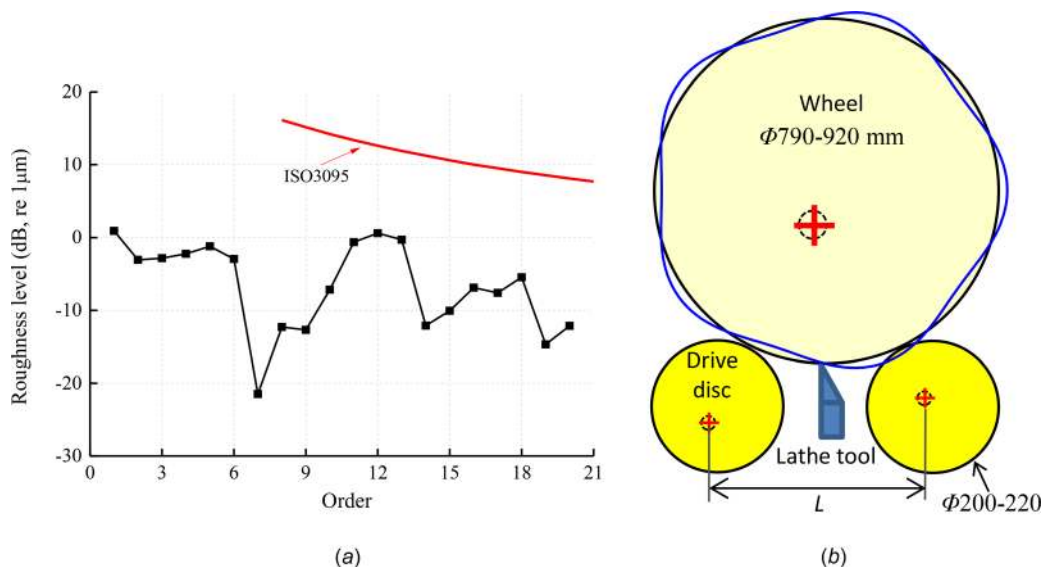 20
10
0
-10
-20
-30
0
3
6
9
12
15
18
21
Roughness level (dB, re 1μm)
Order
ISO3095
(a)
Wheel
Φ790-920 mm
Drive
disc
Lathe tool
L
Φ200-220
(b)